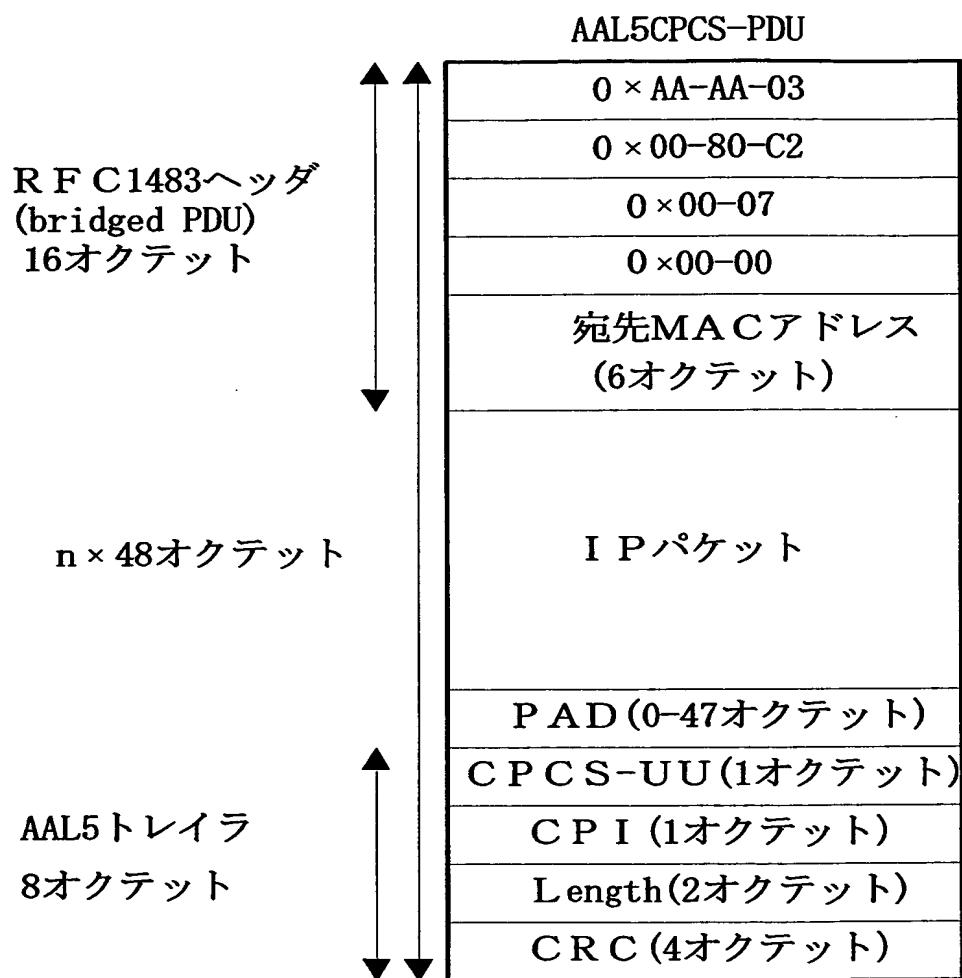 AAL5CPCS-PDU
0×AA-AA-03
0×00-80-C2
0×00-07
0×00-00
宛先MACアドレス
(6オクテット)
RFC1483ヘッダ
(bridged PDU)
16オクテット
n×48オクテット
IPパケット
PAD(0-47オクテット)
CPCS-UU(1オクテット)
CPI(1オクテット)
Length(2オクテット)
CRC(4オクテット)
AAL5トレイラ
8オクテット